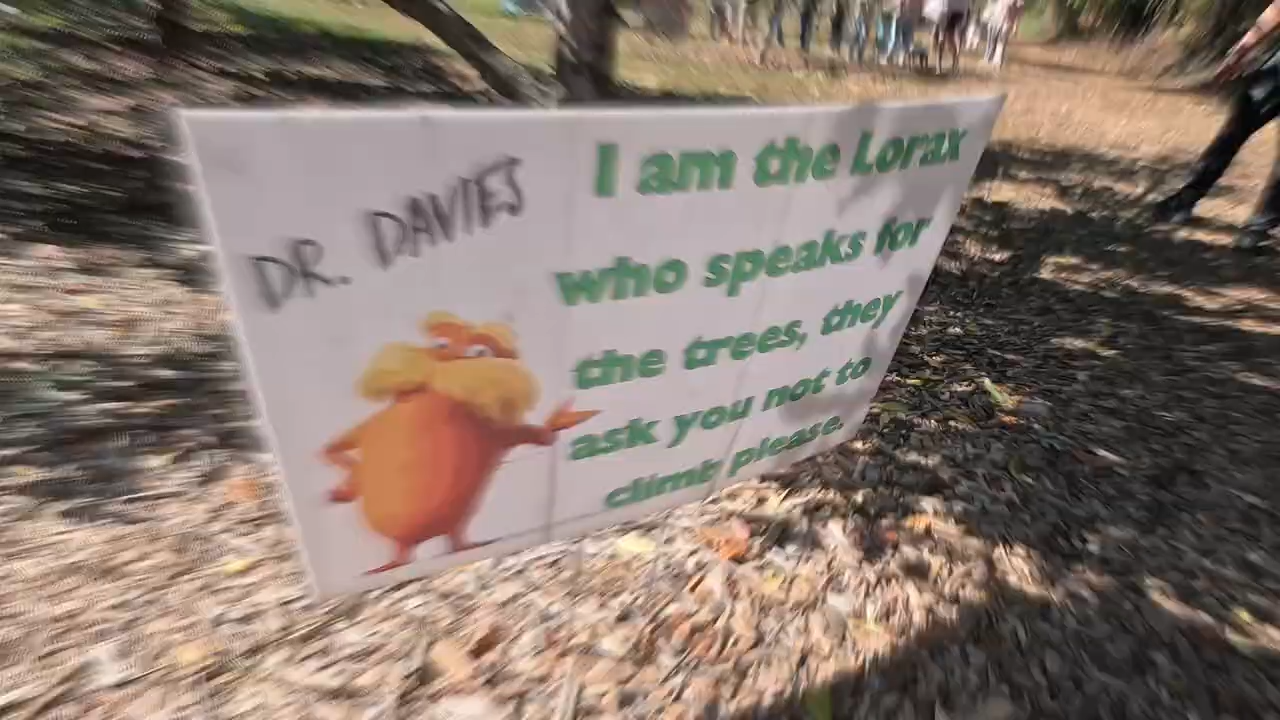 DR. DAVIES
I am the Lorax
who speaks for
the trees, they
ask you not to
climb please.